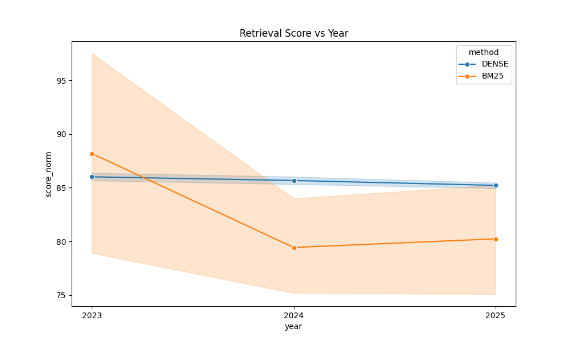 Retrieval Score vs Year
method
DENSE
BM25
score_norm
95
90
85
80
75
2023
2024
2025
year